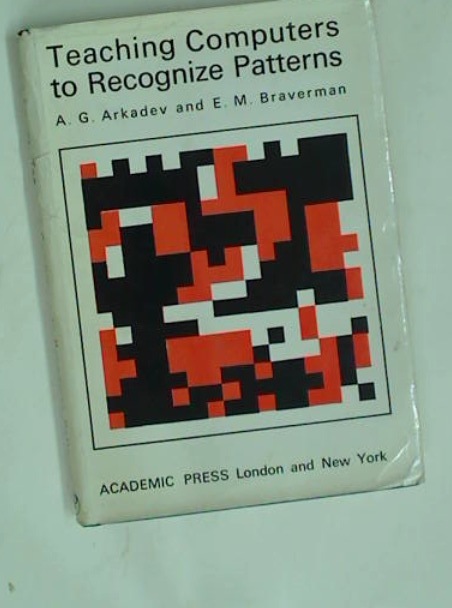 Teaching Computers
to Recognize Patterns
A. G. Arkadev and E. M. Braverman
ACADEMIC PRESS London and New York